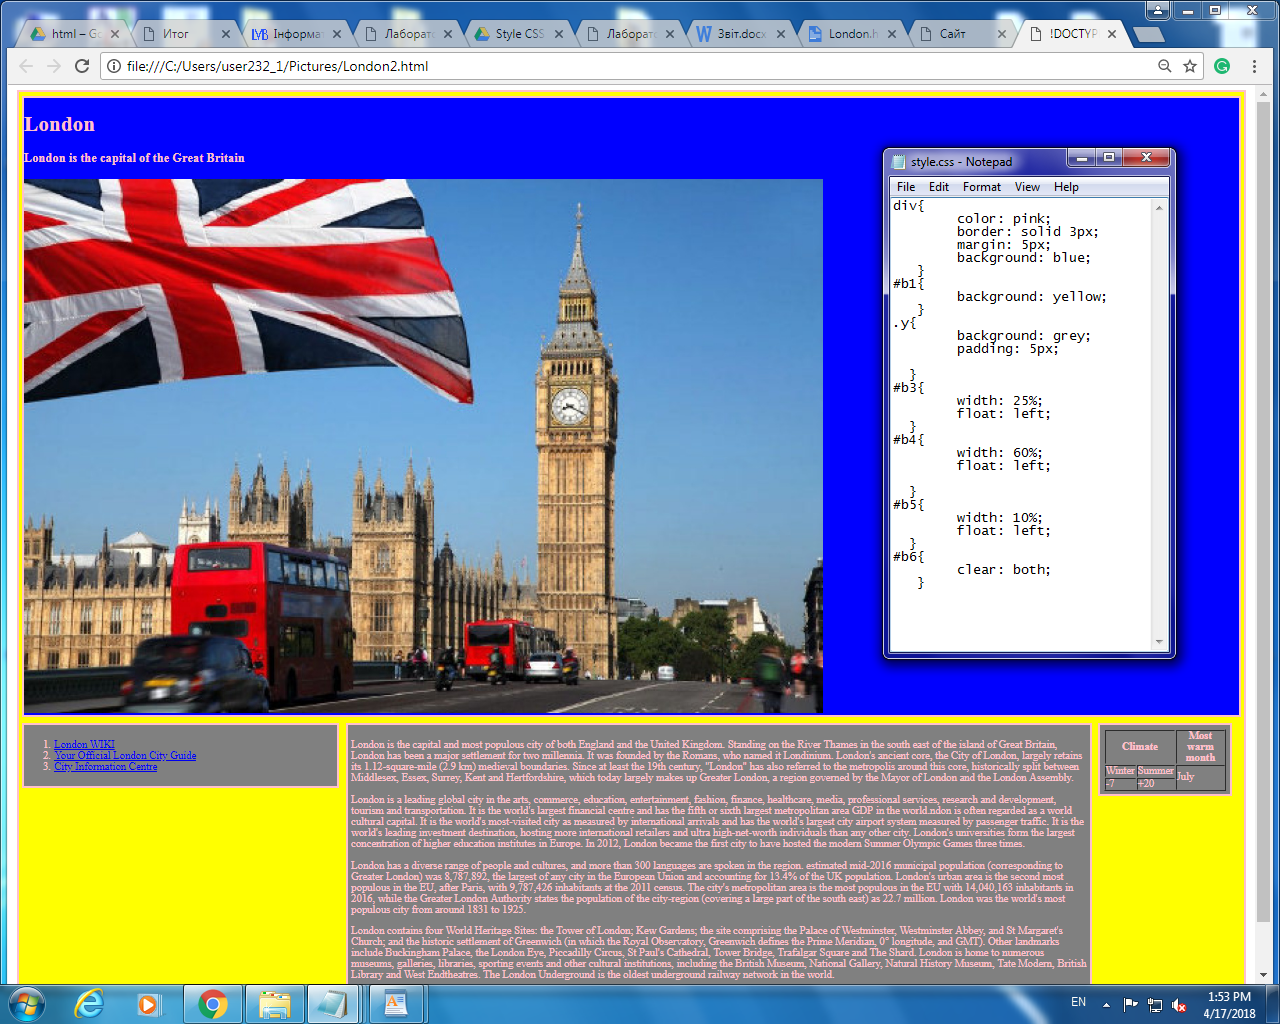 html – Go
Итог
LVB Інформат
Лаборато
Style CSS
Лаборато
Звіт.docx
London.h
Сайт
!DOCTYP
file:///C:/Users/user232_1/Pictures/London2.html
London
London is the capital of the Great Britain
style.css - Notepad
File Edit Format View Help
div{
color: pink;
border: solid 3px;
margin: 5px;
background: blue;
}
#b1{
background: yellow;
}
.y{
background: grey;
padding: 5px;
}
#b3{
width: 25%;
float: left;
}
#b4{
width: 60%;
float: left;
}
#b5{
width: 10%;
float: left;
}
#b6{
clear: both;
}
1. London WIKI
2. Your Official London City Guide
3. City Information Centre
London is the capital and most populous city of both England and the United Kingdom. Standing on the River Thames in the south east of the island of Great Britain,
London has been a major settlement for two millennia. It was founded by the Romans, who named it Londinium. London's ancient core, the City of London, largely retains
its 1.12-square-mile (2.9 km) medieval boundaries. Since at least the 19th century, "London" has also referred to the metropolis around this core, historically split between
Middlesex, Essex, Surrey, Kent and Hertfordshire, which today largely makes up Greater London, a region governed by the Mayor of London and the London Assembly.
London is a leading global city in the arts, commerce, education, entertainment, fashion, finance, healthcare, media, professional services, research and development,
tourism and transportation. It is the world's largest financial centre and has the fifth or sixth largest metropolitan area GDP in the world.ndon is often regarded as a world
cultural capital. It is the world's most-visited city as measured by international arrivals and has the world's largest city airport system measured by passenger traffic. It is the
world's leading investment destination, hosting more international retailers and ultra high-net-worth individuals than any other city. London's universities form the largest
concentration of higher education institutes in Europe. In 2012, London became the first city to have hosted the modern Summer Olympic Games three times.
London has a diverse range of people and cultures, and more than 300 languages are spoken in the region. estimated mid-2016 municipal population (corresponding to
Greater London) was 8,787,892, the largest of any city in the European Union and accounting for 13.4% of the UK population. London's urban area is the second most
populous in the EU, after Paris, with 9,787,426 inhabitants at the 2011 census. The city's metropolitan area is the most populous in the EU with 14,040,163 inhabitants in
2016, while the Greater London Authority states the population of the city-region (covering a large part of the south east) as 22.7 million. London was the world's most
populous city from around 1831 to 1925.
London contains four World Heritage Sites: the Tower of London; Kew Gardens; the site comprising the Palace of Westminster, Westminster Abbey, and St Margaret's
Church; and the historic settlement of Greenwich (in which the Royal Observatory, Greenwich defines the Prime Meridian, 0° longitude, and GMT). Other landmarks
include Buckingham Palace, the London Eye, Piccadilly Circus, St Paul's Cathedral, Tower Bridge, Trafalgar Square and The Shard. London is home to numerous
museums, galleries, libraries, sporting events and other cultural institutions, including the British Museum, National Gallery, Natural History Museum, Tate Modern, British
Library and West Endtheatres. The London Underground is the oldest underground railway network in the world.
Climate
Most warm month
Winter Summer July
-7 +20
EN
1:53 PM
4/17/2018